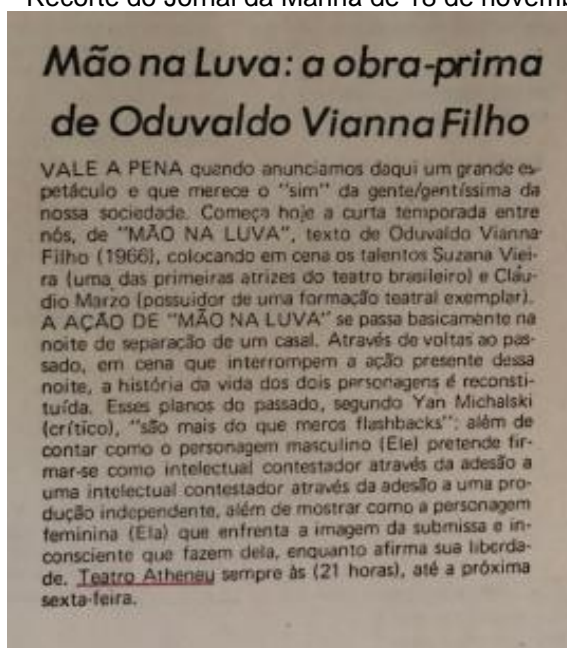 Recorte do Jornal da Manhã de 18 de novemb
Mão na Luva: a obra-prima
de Oduvaldo Vianna Filho
VALE A PENA quando anunciamos daqui um grande es-
petáculo e que merece o "sim" da gente/gentíssima da
nossa sociedade. Começa hoje a curta temporada entre
nós, de "MÃO NA LUVA", texto de Oduvaldo Vianna
Filho (1966), colocando em cena os talentos Suzana Viei-
ra (uma das primeiras atrizes do teatro brasileiro) e Cláu-
dio Marzo (possuidor de uma formação teatral exemplar).
A AÇÃO DE "MÃO NA LUVA" se passa basicamente na
noite de separação de um casal. Através de voltas ao pas-
sado, em cena que interrompem a ação presente dessa
noite, a história da vida dos dois personagens é reconsti-
tuída. Esses planos do passado, segundo Yan Michalski
(crítico), "são mais do que meros flashbacks": além de
contar como o personagem masculino (Ele) pretende fir-
mar-se como intelectual contestador através da adesão a
uma intelectual contestador através da adesão a uma pro-
dução independente, além de mostrar como a personagem
feminina (Ela) que enfrenta a imagem da submissa e in-
consciente que fazem dela, enquanto afirma sua liberda-
de. Teatro Atheneu sempre às (21 horas), até a próxima
sexta-feira.